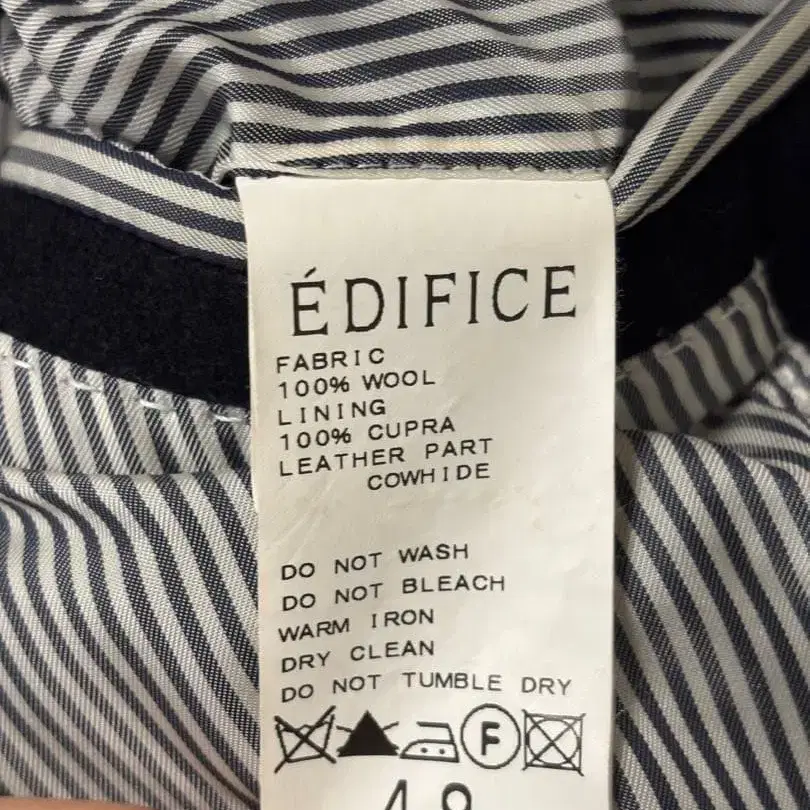 ÉDIFICE
FABRIC
100% WOOL
LINING
100% CUPRA
LEATHER PART
COWHIDE
DO NOT WASH
DO NOT BLEACH
WARM IRON
DRY CLEAN
DO NOT TUMBLE DRY
F